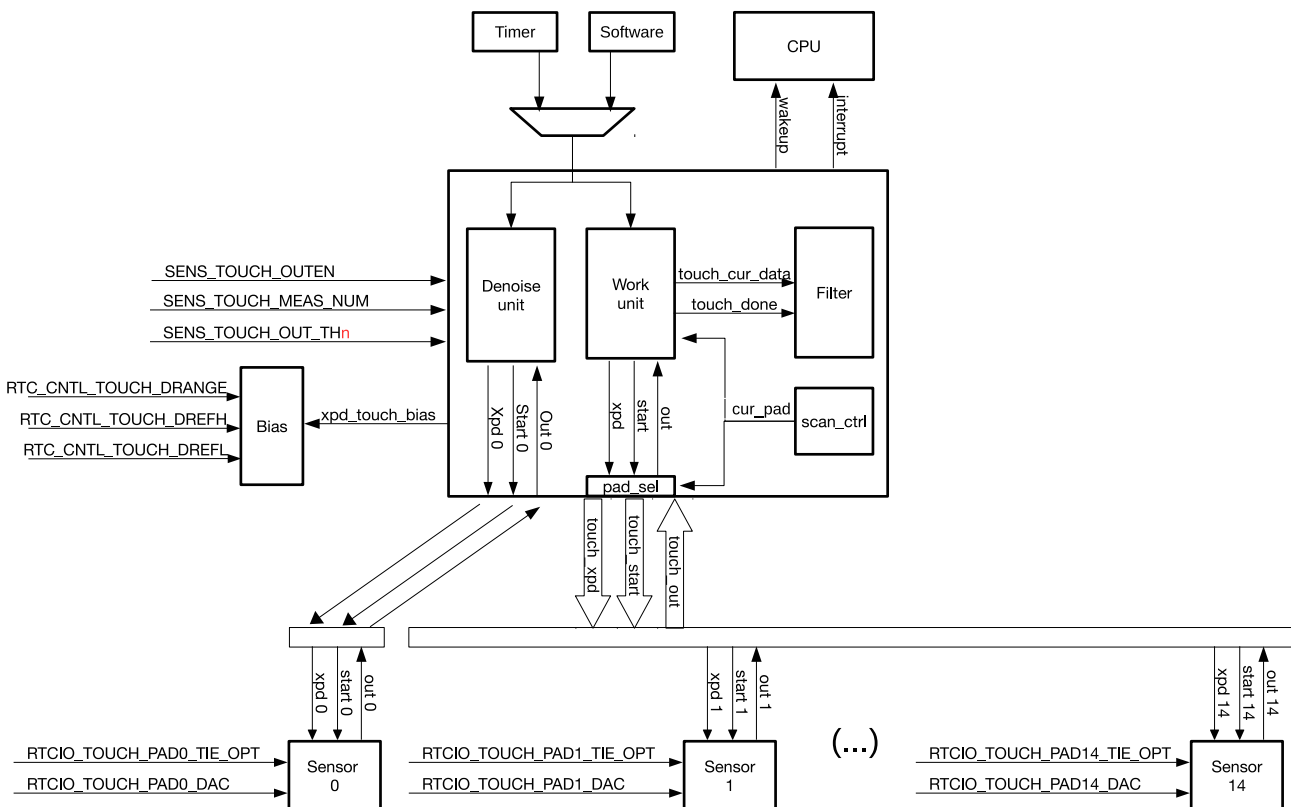 Timer
Software
CPU
wakeup
interrupt
Denoise
unit
Work
unit
touch_cur_data
touch_done
Filter
SENS_TOUCH_OUTEN
SENS_TOUCH_MEAS_NUM
SENS_TOUCH_OUT_THn
RTC_CNTL_TOUCH_DRANGE
RTC_CNTL_TOUCH_DREFH
RTC_CNTL_TOUCH_DREFL
Bias
xpd_touch_bias
Xpd 0
Start 0
Out 0
xpd
start
out
cur_pad
scan_ctrl
pad_sel
touch_xpd
touch_start
touch_out
xpd 0
start 0
out 0
xpd 1
start 1
out 1
xpd 14
start 14
out 14
RTCIO_TOUCH_PAD0_TIE_OPT
RTCIO_TOUCH_PAD0_DAC
Sensor
0
RTCIO_TOUCH_PAD1_TIE_OPT
RTCIO_TOUCH_PAD1_DAC
Sensor
1
(...)
RTCIO_TOUCH_PAD14_TIE_OPT
RTCIO_TOUCH_PAD14_DAC
Sensor
14